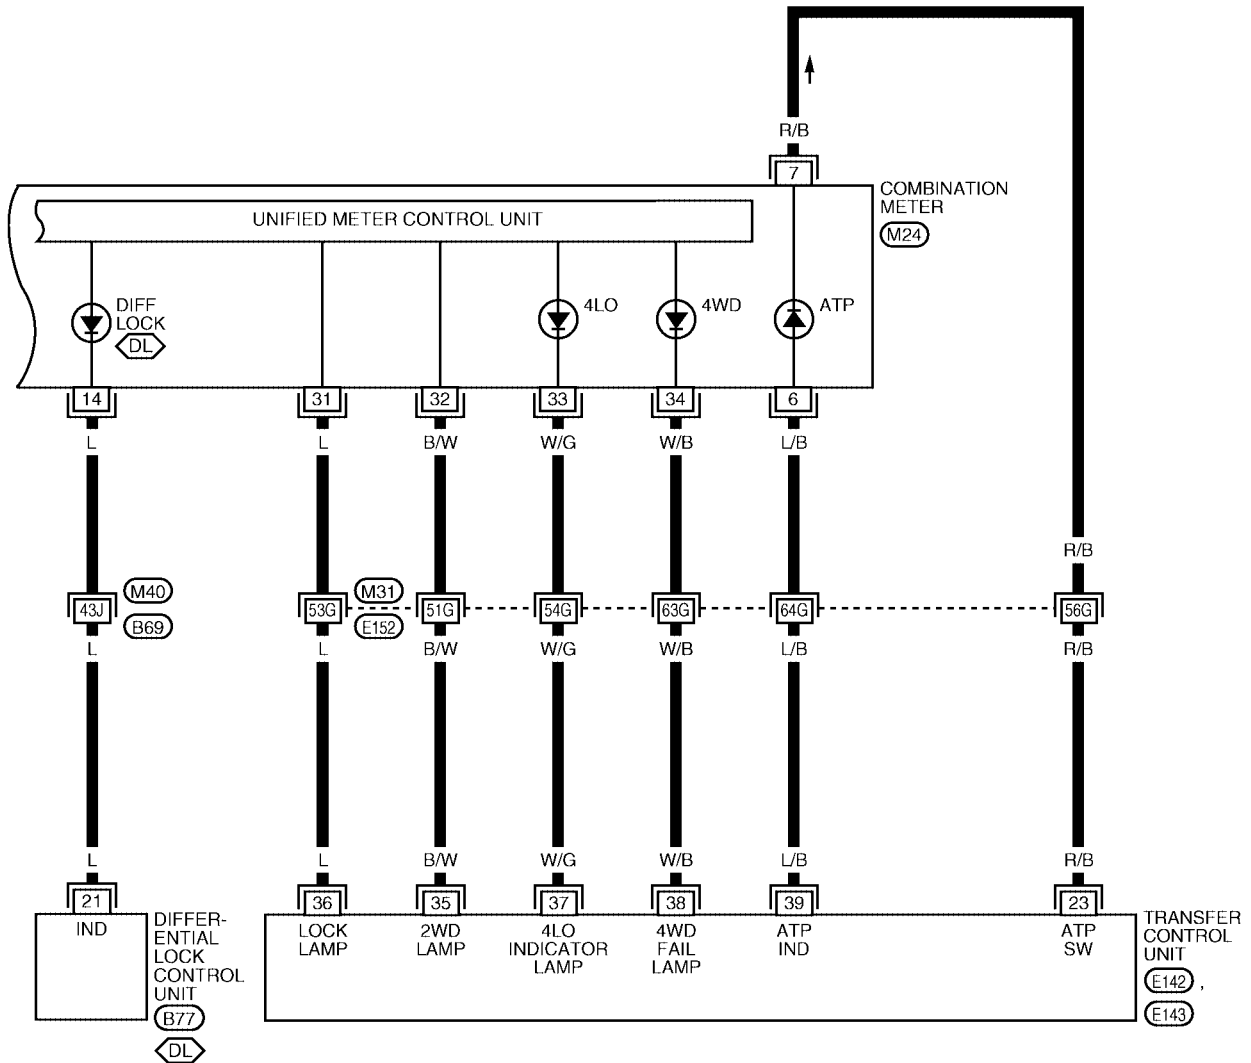 R/B
7
COMBINATION
METER
M24
UNIFIED METER CONTROL UNIT
DIFF
LOCK
DL
4LO
4WD
ATP
14
31
32
33
34
6
L
L
B/W
W/G
W/B
L/B
R/B
M40
43J
B69
M31
53G
E152
51G
54G
63G
64G
56G
L
L
B/W
W/G
W/B
L/B
R/B
L
L
B/W
W/G
W/B
L/B
R/B
21
36
35
37
38
39
23
IND
DIFFER-
ENTIAL
LOCK
CONTROL
UNIT
B77
DL
LOCK
LAMP
2WD
LAMP
4LO
INDICATOR
LAMP
4WD
FAIL
LAMP
ATP
IND
ATP
SW
TRANSFER
CONTROL
UNIT
E142 ,
E143